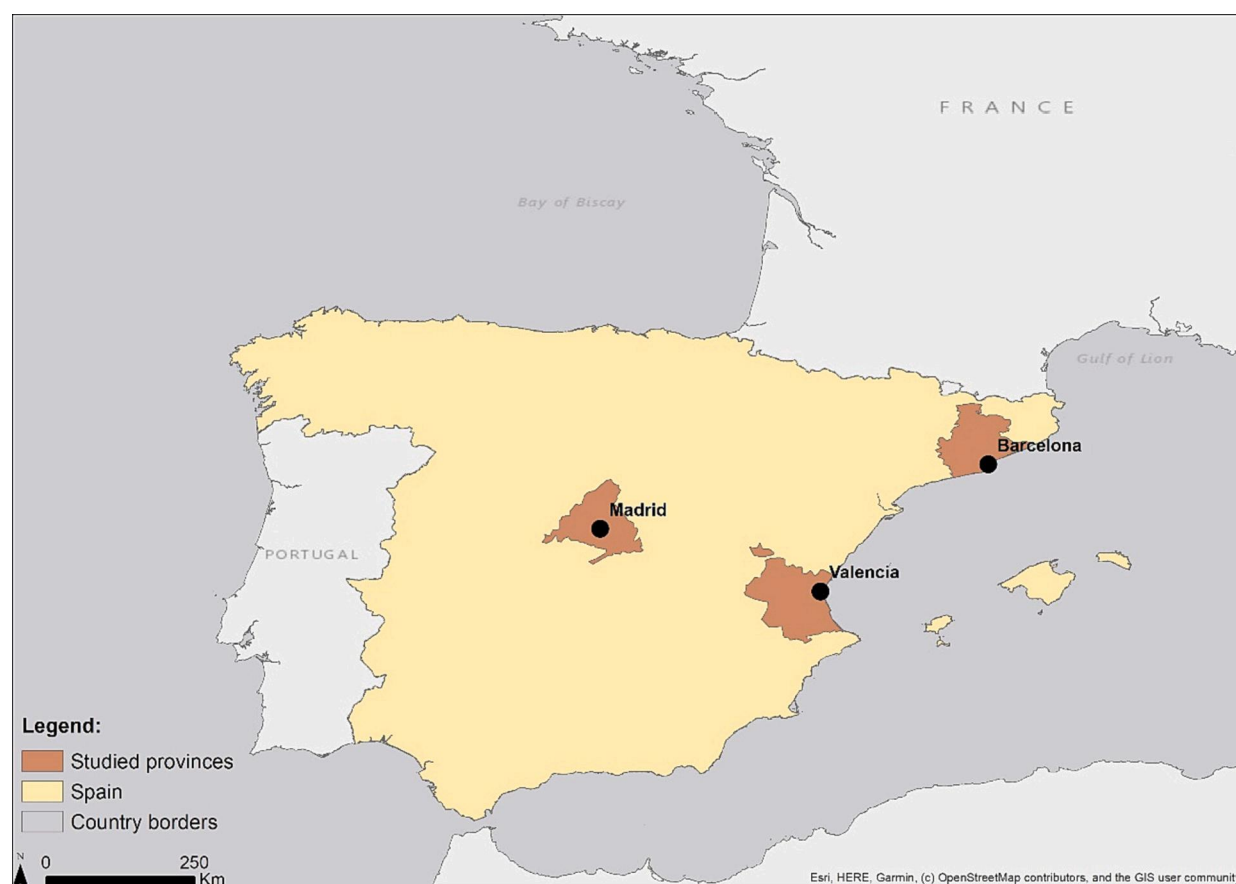 FRANCE
Bay of Biscay
Gulf of Lion
Barcelona
Madrid
PORTUGAL
Valencia
Legend:
Studied provinces
Spain
Country borders
N
0 250
Km
Esri, HERE, Garmin, (c) OpenStreetMap contributors, and the GIS user communit